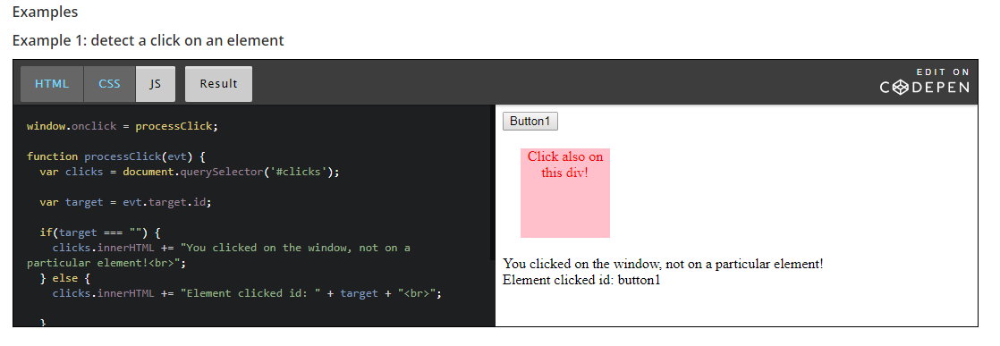 Examples
Example 1: detect a click on an element
HTML CSS JS Result
EDIT ON
CODEPEN
window.onclick = processClick;
function processClick(evt) {
var clicks = document.querySelector('#clicks');
var target = evt.target.id;
if(target === "") {
clicks.innerHTML += "You clicked on the window, not on a
particular element!<br>";
} else {
clicks.innerHTML += "Element clicked id: " + target + "<br>";
}
Button1
Click also on
this div!
You clicked on the window, not on a particular element!
Element clicked id: button1